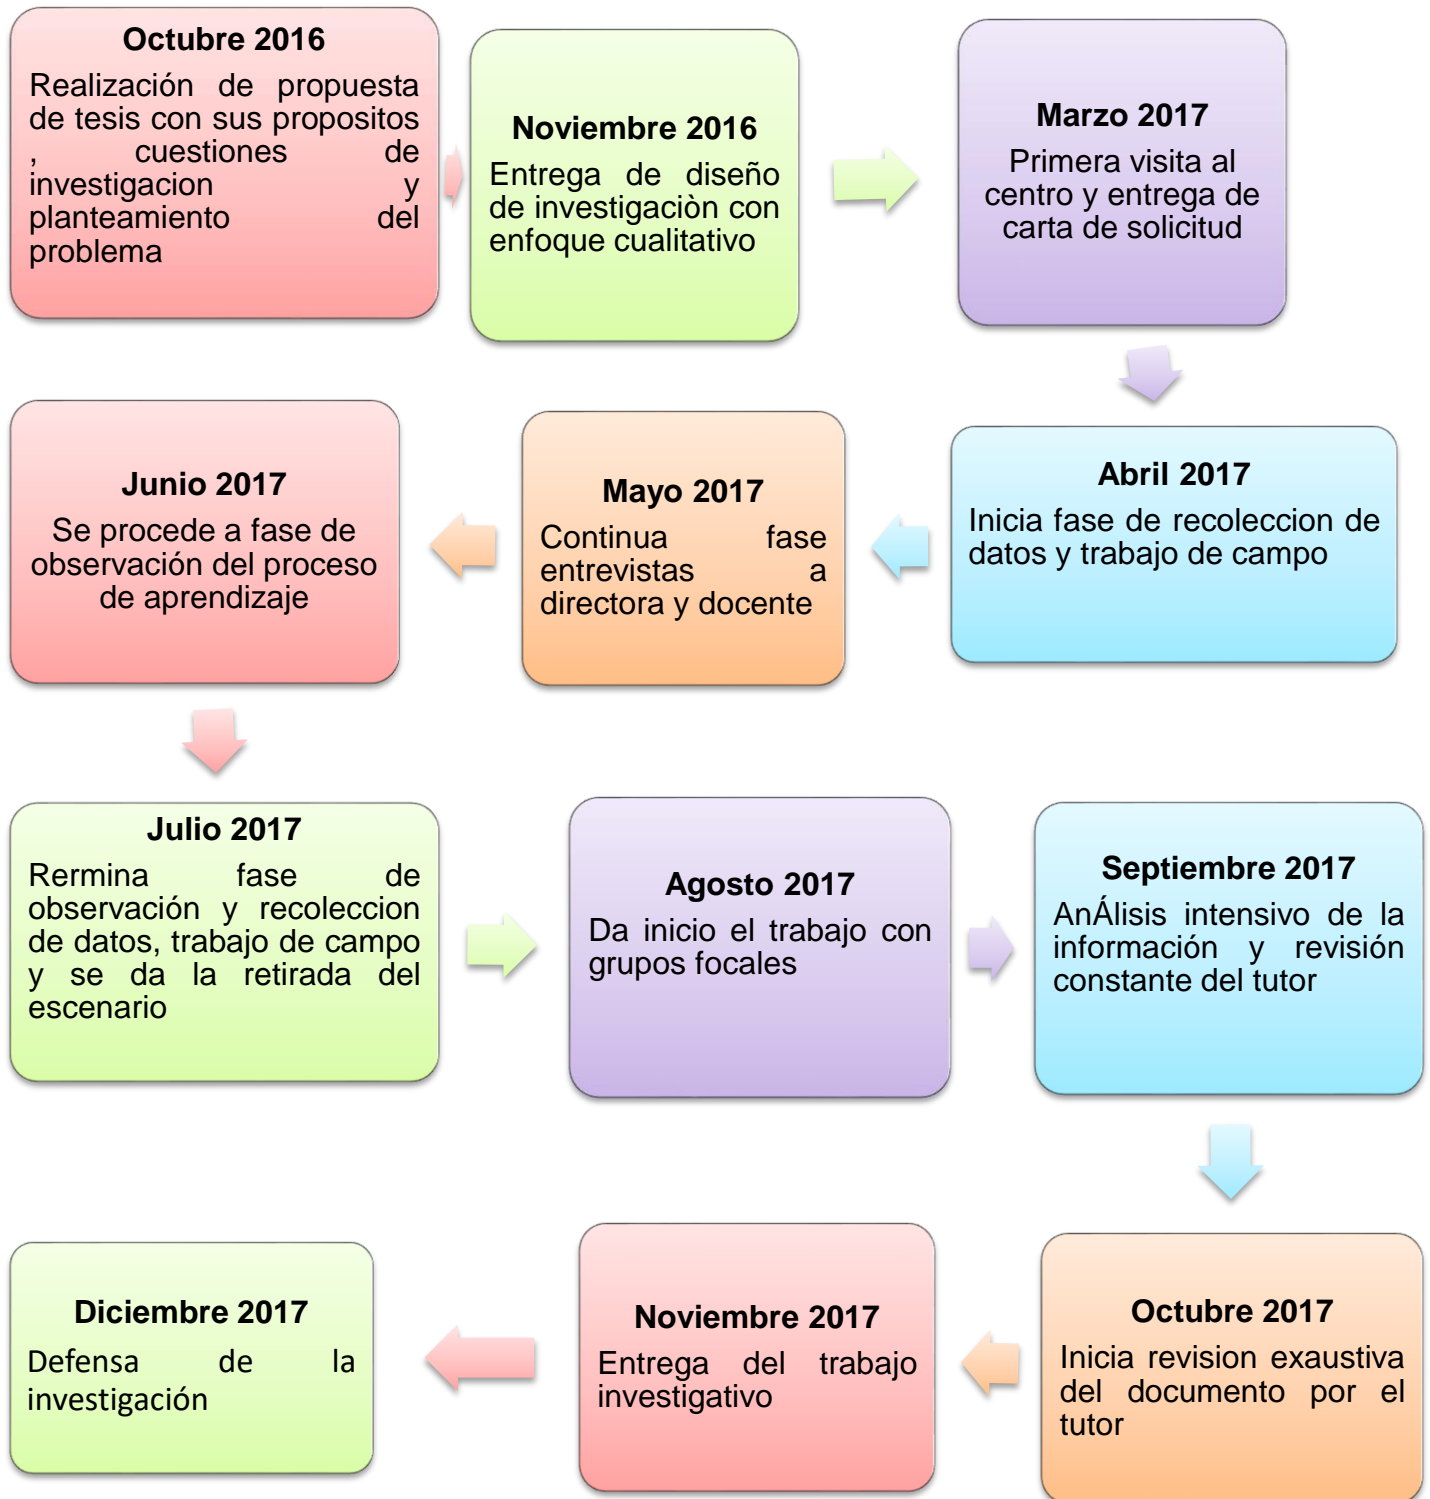 Octubre 2016
Realización de propuesta
de tesis con sus propositos
, cuestiones de
investigacion y
planteamiento del
problema
Noviembre 2016
Entrega de diseño
de investigaciòn con
enfoque cualitativo
Marzo 2017
Primera visita al
centro y entrega de
carta de solicitud
Abril 2017
Inicia fase de recoleccion de
datos y trabajo de campo
Mayo 2017
Continua fase
entrevistas a
directora y docente
Junio 2017
Se procede a fase de
observación del proceso
de aprendizaje
Julio 2017
Rermina fase de
observación y recoleccion
de datos, trabajo de campo
y se da la retirada del
escenario
Agosto 2017
Da inicio el trabajo con
grupos focales
Septiembre 2017
AnÁlisis intensivo de la
información y revisión
constante del tutor
Octubre 2017
Inicia revision exaustiva
del documento por el
tutor
Noviembre 2017
Entrega del trabajo
investigativo
Diciembre 2017
Defensa de la
investigación